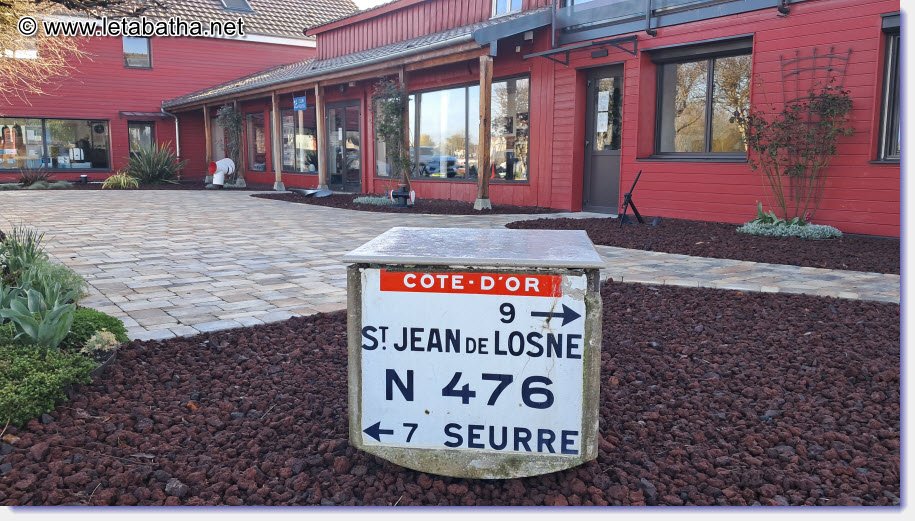 © www.letabatha.net
COTE-D'OR
9 →
ST JEAN DE LOSNE
N 476
← 7 SEURRE